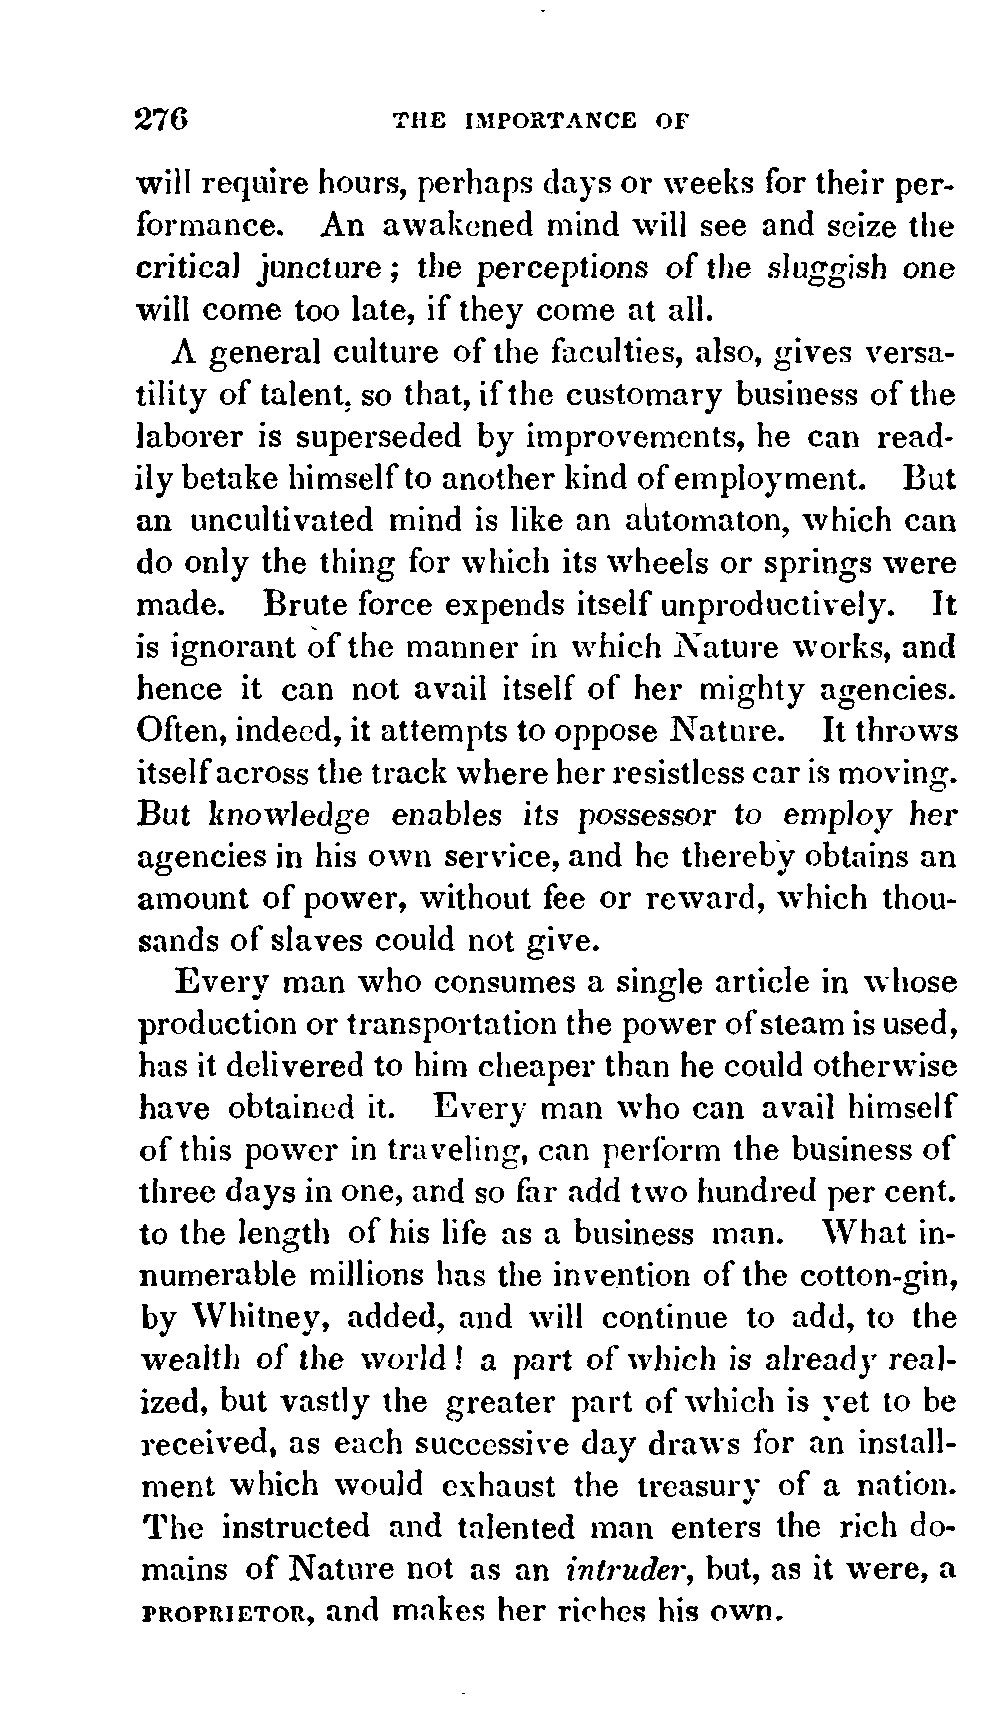 276 THE IMPORTANCE OF
will require hours, perhaps days or weeks for their per-
formance. An awakened mind will see and seize the
critical juncture; the perceptions of the sluggish one
will come too late, if they come at all.
A general culture of the faculties, also, gives versa-
tility of talent, so that, if the customary business of the
laborer is superseded by improvements, he can read-
ily betake himself to another kind of employment. But
an uncultivated mind is like an automaton, which can
do only the thing for which its wheels or springs were
made. Brute force expends itself unproductively. It
is ignorant of the manner in which Nature works, and
hence it can not avail itself of her mighty agencies.
Often, indeed, it attempts to oppose Nature. It throws
itself across the track where her resistless car is moving.
But knowledge enables its possessor to employ her
agencies in his own service, and he thereby obtains an
amount of power, without fee or reward, which thou-
sands of slaves could not give.
Every man who consumes a single article in whose
production or transportation the power of steam is used,
has it delivered to him cheaper than he could otherwise
have obtained it. Every man who can avail himself
of this power in traveling, can perform the business of
three days in one, and so far add two hundred per cent.
to the length of his life as a business man. What in-
numerable millions has the invention of the cotton-gin,
by Whitney, added, and will continue to add, to the
wealth of the world! a part of which is already real-
ized, but vastly the greater part of which is yet to be
received, as each successive day draws for an install-
ment which would exhaust the treasury of a nation.
The instructed and talented man enters the rich do-
mains of Nature not as an intruder, but, as it were, a
PROPRIETOR, and makes her riches his own.